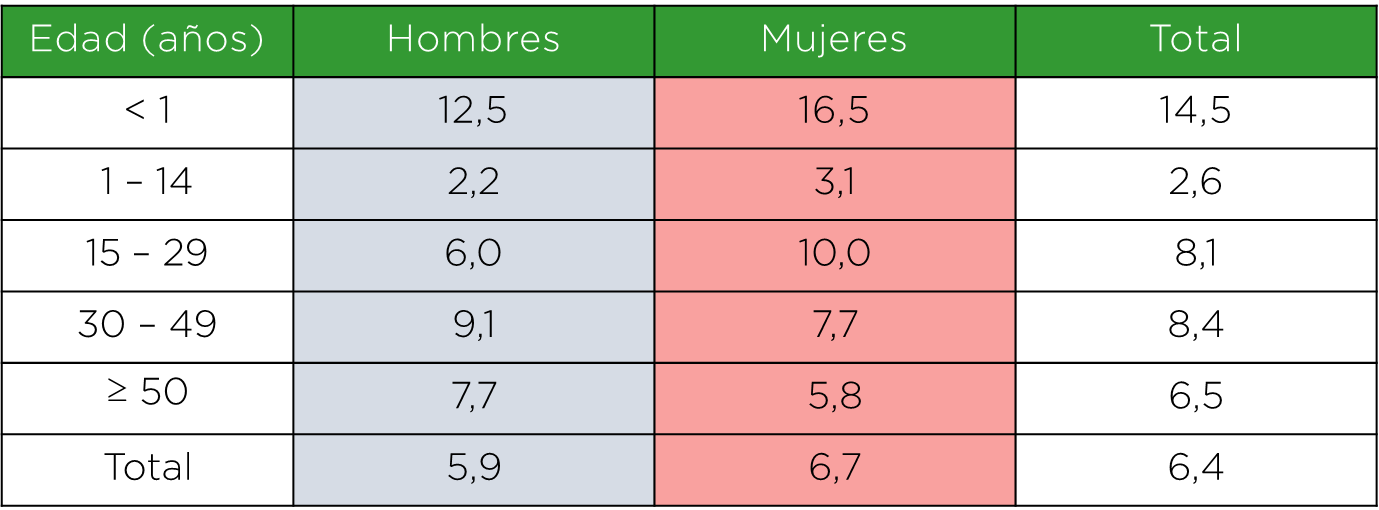 Edad (años) Hombres Mujeres Total
< 1 12,5 16,5 14,5
1 – 14 2,2 3,1 2,6
15 – 29 6,0 10,0 8,1
30 – 49 9,1 7,7 8,4
≥ 50 7,7 5,8 6,5
Total 5,9 6,7 6,4